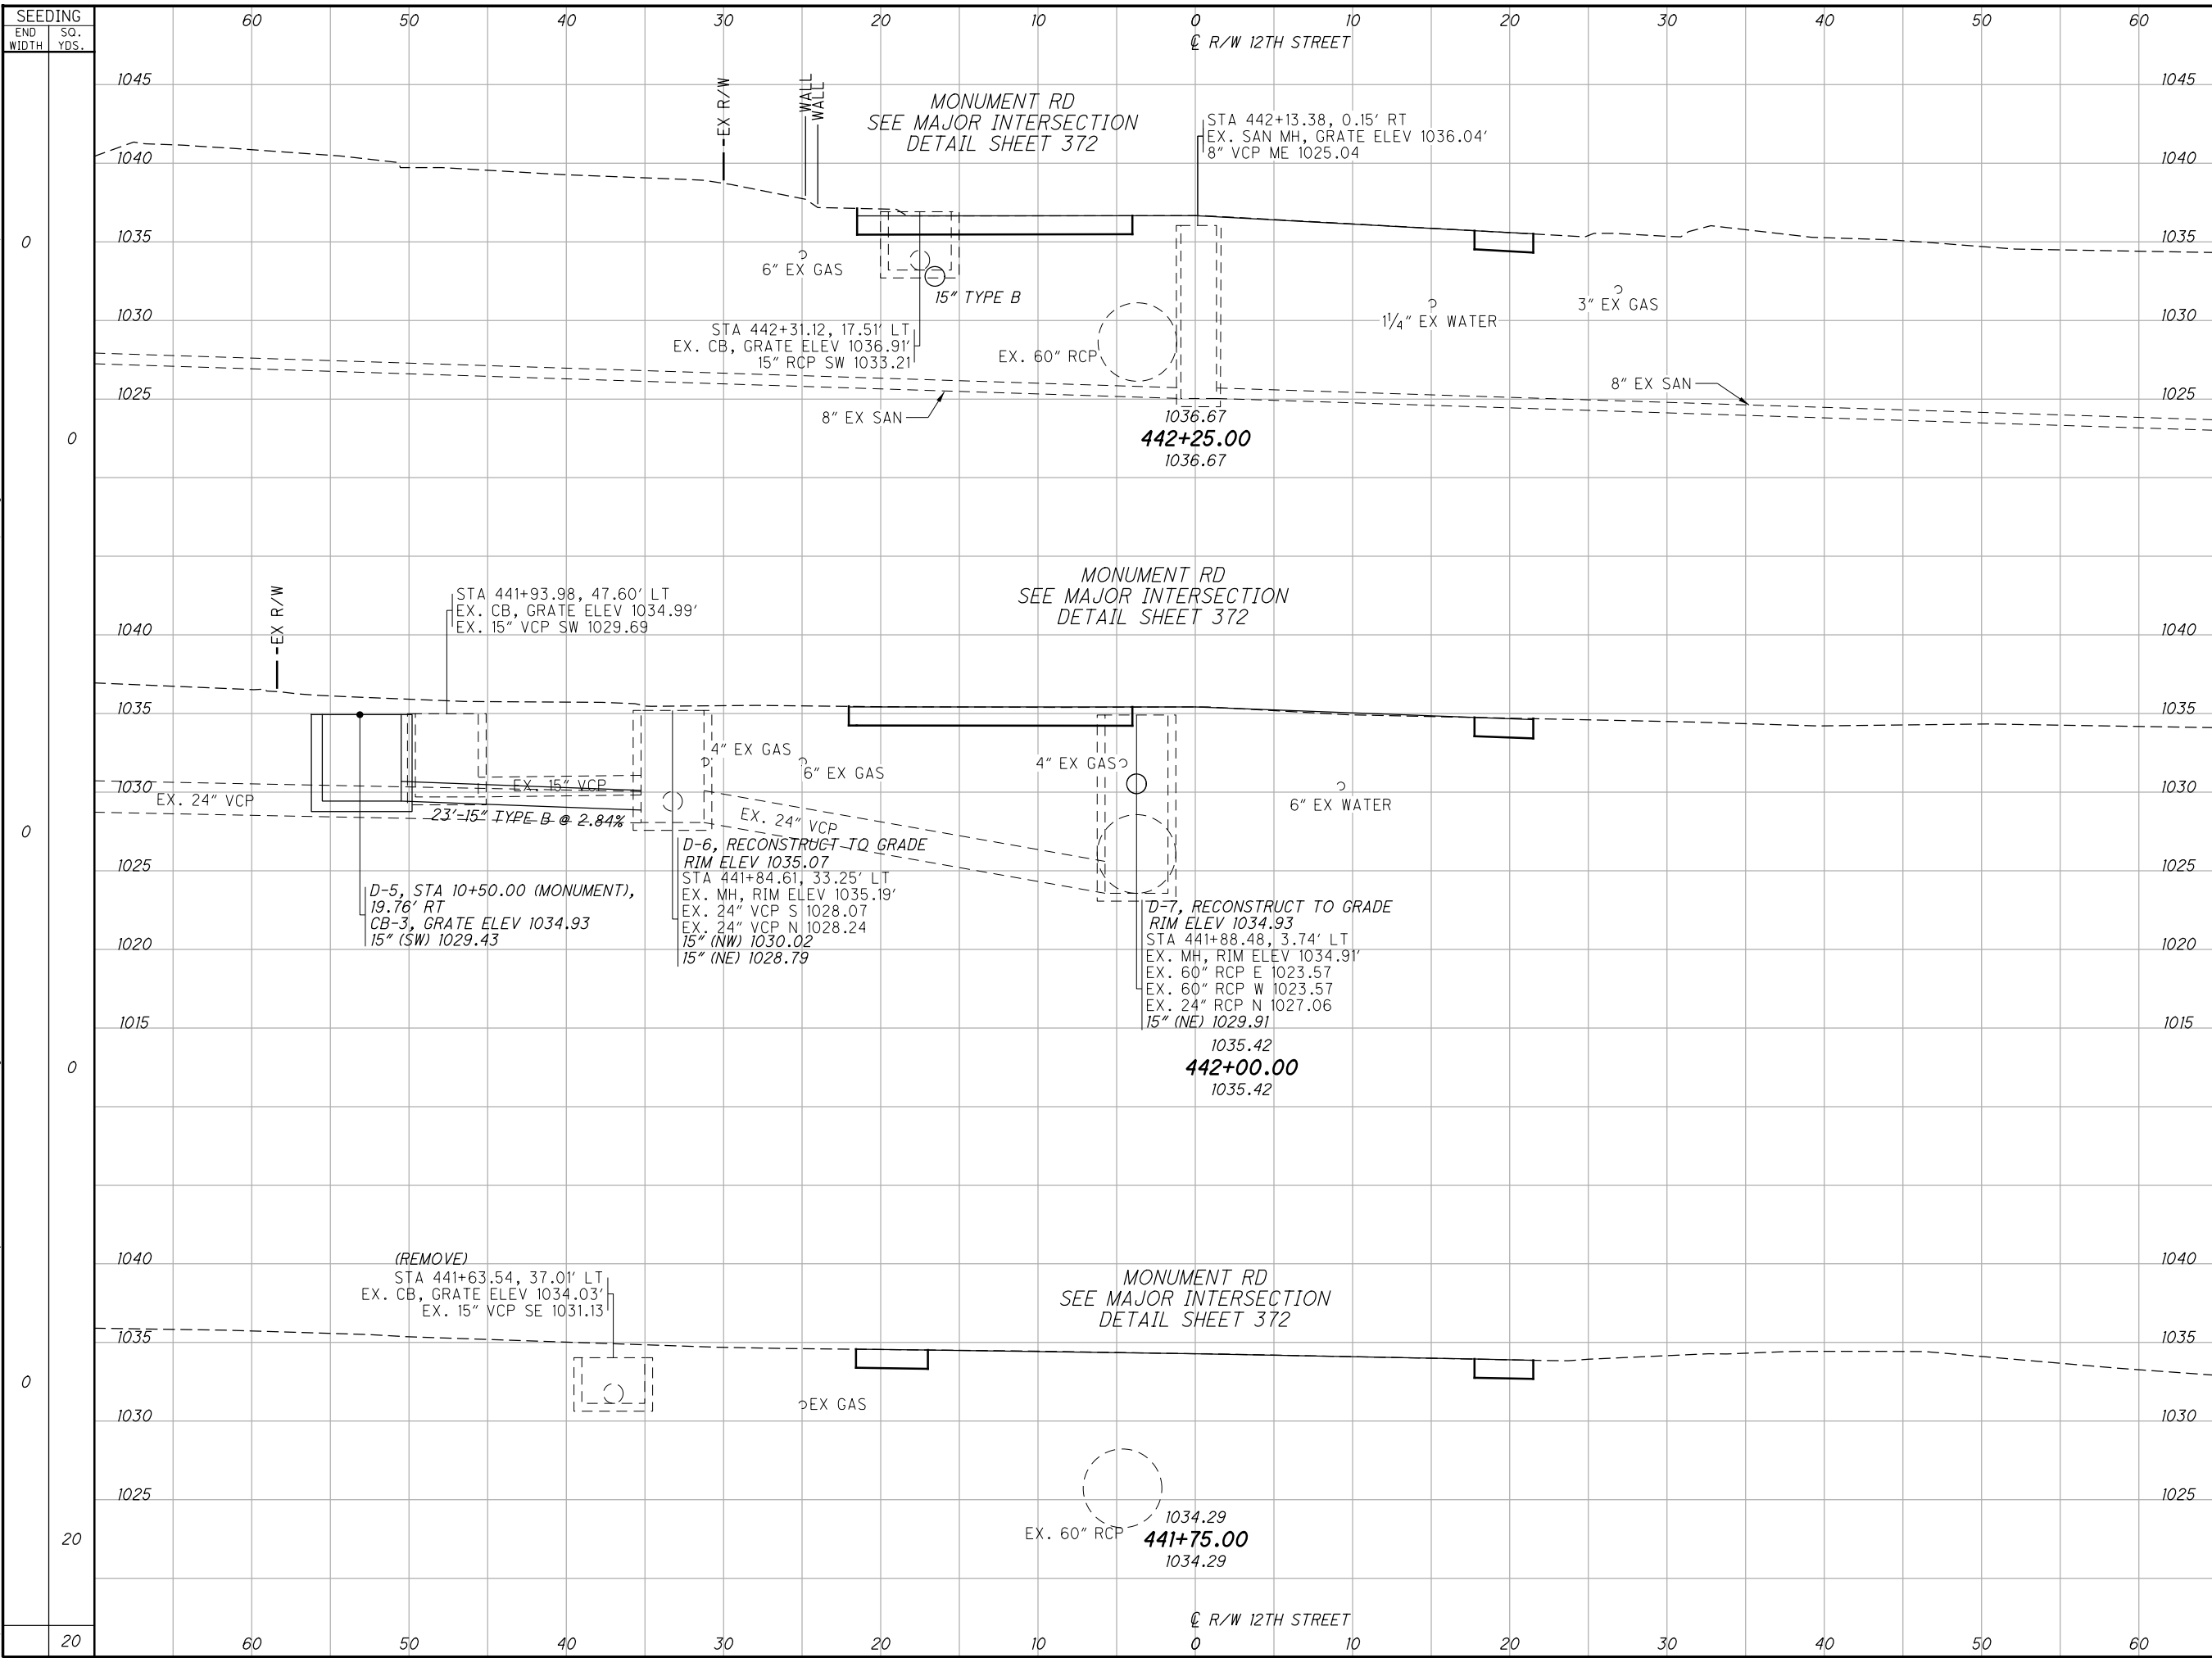 SEEDING
END WIDTH
SQ. YDS.
60 50 40 30 20 10 0 10 20 30 40 50 60
℄ R/W 12TH STREET
1045 1045
EX R/W
WALL
WALL
MONUMENT RD
SEE MAJOR INTERSECTION
DETAIL SHEET 372
STA 442+13.38, 0.15' RT
EX. SAN MH, GRATE ELEV 1036.04'
8" VCP ME 1025.04
1040 1040
1035 1035
0
6" EX GAS
15" TYPE B
3" EX GAS
1030 1030
1¼" EX WATER
STA 442+31.12, 17.51' LT
EX. CB, GRATE ELEV 1036.91'
15" RCP SW 1033.21
EX. 60" RCP
8" EX SAN
1025 1025
8" EX SAN
1036.67
442+25.00
1036.67
0
MONUMENT RD
SEE MAJOR INTERSECTION
DETAIL SHEET 372
EX R/W
STA 441+93.98, 47.60' LT
EX. CB, GRATE ELEV 1034.99'
EX. 15" VCP SW 1029.69
1040 1040
1035 1035
4" EX GAS
6" EX GAS
4" EX GAS
1030 1030
EX. 15" VCP
EX. 24" VCP
6" EX WATER
23'-15" TYPE B @ 2.84%
EX. 24" VCP
0
1025 1025
D-6, RECONSTRUCT TO GRADE
RIM ELEV 1035.07
STA 441+84.61, 33.25' LT
EX. MH, RIM ELEV 1035.19'
EX. 24" VCP S 1028.07
EX. 24" VCP N 1028.24
15" (NW) 1030.02
15" (NE) 1028.79
D-5, STA 10+50.00 (MONUMENT),
19.76' RT
CB-3, GRATE ELEV 1034.93
15" (SW) 1029.43
D-7, RECONSTRUCT TO GRADE
RIM ELEV 1034.93
STA 441+88.48, 3.74' LT
EX. MH, RIM ELEV 1034.91'
EX. 60" RCP E 1023.57
EX. 60" RCP W 1023.57
EX. 24" RCP N 1027.06
15" (NE) 1029.91
1020 1020
1015 1015
1035.42
442+00.00
1035.42
0
1040 1040
(REMOVE)
STA 441+63.54, 37.01' LT
EX. CB, GRATE ELEV 1034.03'
EX. 15" VCP SE 1031.13
MONUMENT RD
SEE MAJOR INTERSECTION
DETAIL SHEET 372
1035 1035
0
EX GAS
1030 1030
1025 1025
EX. 60" RCP
1034.29
441+75.00
1034.29
20
℄ R/W 12TH STREET
20
60 50 40 30 20 10 0 10 20 30 40 50 60